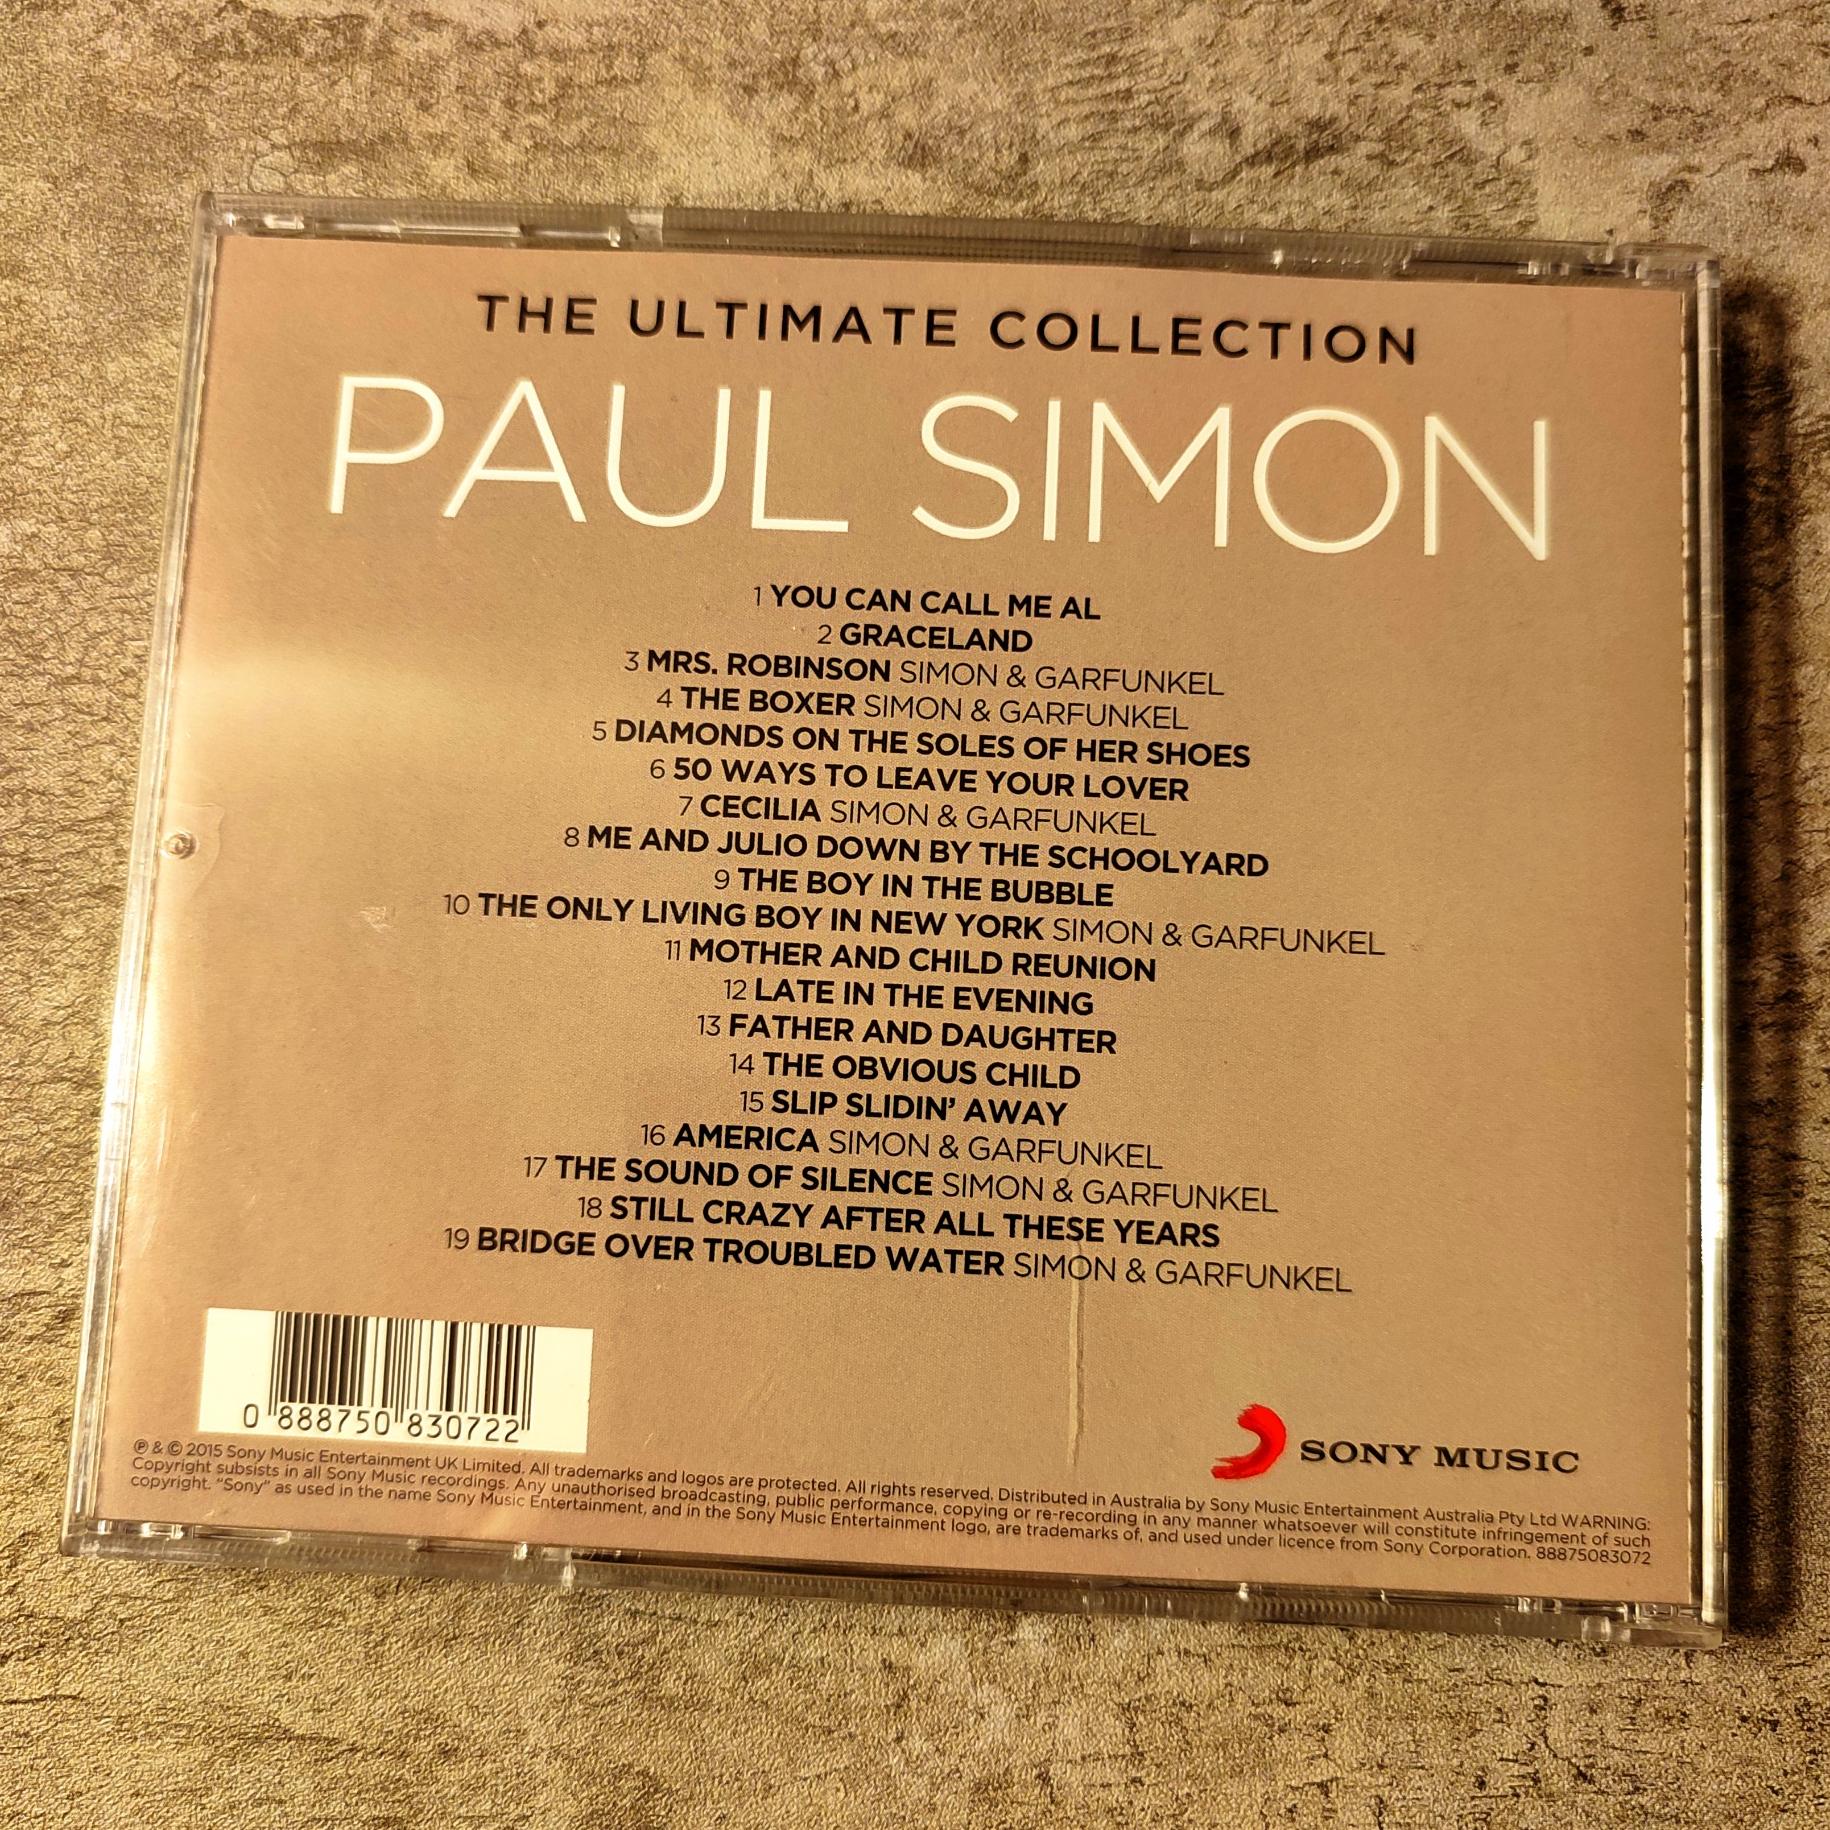 THE ULTIMATE COLLECTION
PAUL SIMON
1 YOU CAN CALL ME AL
2 GRACELAND
3 MRS. ROBINSON SIMON & GARFUNKEL
4 THE BOXER SIMON & GARFUNKEL
5 DIAMONDS ON THE SOLES OF HER SHOES
6 50 WAYS TO LEAVE YOUR LOVER
7 CECILIA SIMON & GARFUNKEL
8 ME AND JULIO DOWN BY THE SCHOOLYARD
9 THE BOY IN THE BUBBLE
10 THE ONLY LIVING BOY IN NEW YORK SIMON & GARFUNKEL
11 MOTHER AND CHILD REUNION
12 LATE IN THE EVENING
13 FATHER AND DAUGHTER
14 THE OBVIOUS CHILD
15 SLIP SLIDIN’ AWAY
16 AMERICA SIMON & GARFUNKEL
17 THE SOUND OF SILENCE SIMON & GARFUNKEL
18 STILL CRAZY AFTER ALL THESE YEARS
19 BRIDGE OVER TROUBLED WATER SIMON & GARFUNKEL
0 888750 830722
SONY MUSIC
℗ & © 2015 Sony Music Entertainment UK Limited. All trademarks and logos are protected. All rights reserved. Distributed in Australia by Sony Music Entertainment Australia Pty Ltd WARNING:
Copyright subsists in all Sony Music recordings. Any unauthorised broadcasting, public performance, copying or re-recording in any manner whatsoever will constitute infringement of such
copyright. “Sony” as used in the name Sony Music Entertainment, and in the Sony Music Entertainment logo, are trademarks of, and used under licence from Sony Corporation. 88875083072